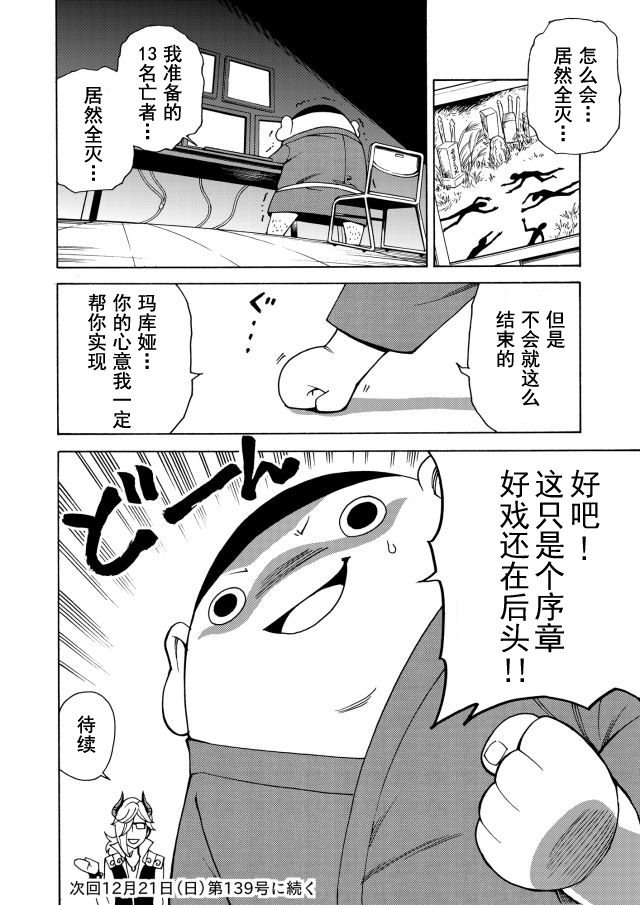 怎么会…
居然全灭…
我准备的
13名亡者…
居然全灭…
但是
不会就这么
结束的
ぐっ
玛库娅…
你的心意我一定
帮你实现
好吧！
这只是个序章
好戏还在后头!!
どーん
待续
次回12月21日(日)第139号に続く